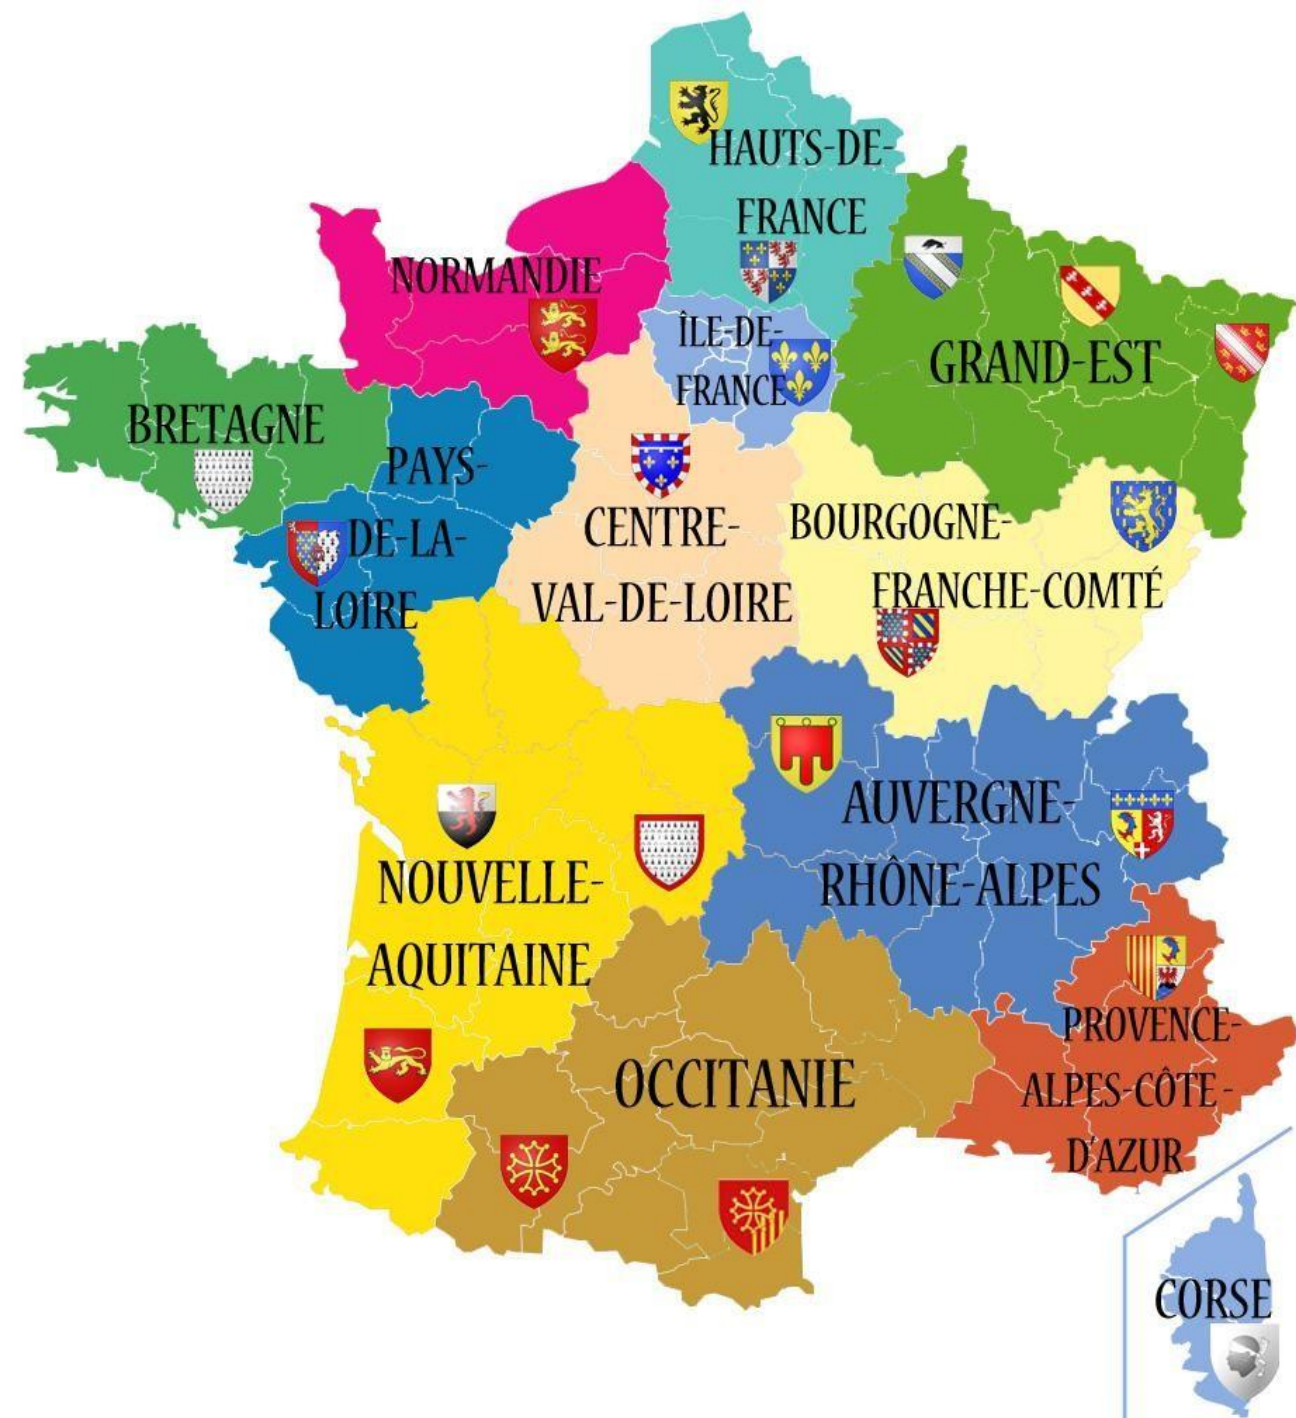 HAUTS-DE-
FRANCE
NORMANDIE
ÎLE-DE-
FRANCE
GRAND-EST
BRETAGNE
PAYS-
DE-LA-
LOIRE
CENTRE-
VAL-DE-LOIRE
BOURGOGNE-
FRANCHE-COMTÉ
AUVERGNE-
RHÔNE-ALPES
NOUVELLE-
AQUITAINE
OCCITANIE
PROVENCE-
ALPES-CÔTE-
D'AZUR
CORSE